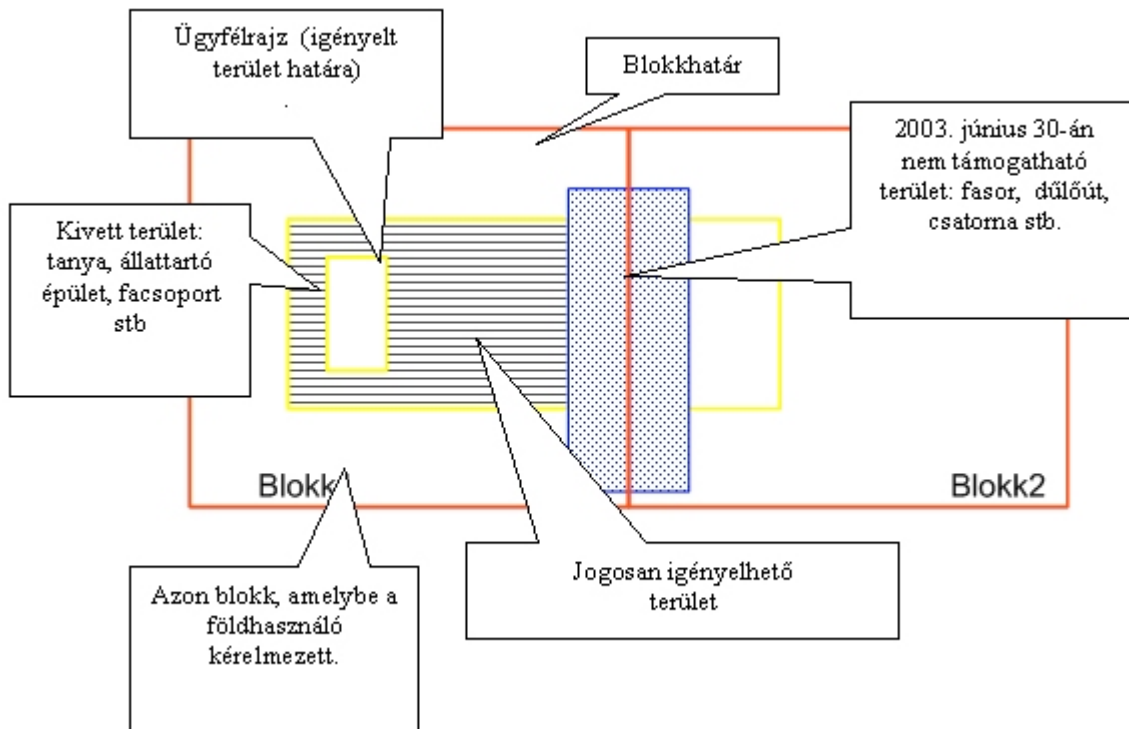 Ügyfélrajz (igényelt
terület határa)
.
Blokkhatár
2003. június 30-án
nem támogatható
terület: fasor, dűlőút,
csatorna stb.
Kivett terület:
tanya, állattartó
épület, facsoport
stb
Blokk
Blokk2
Jogosan igényelhető
terület
Azon blokk, amelybe a
földhasználó
kérelmezett.